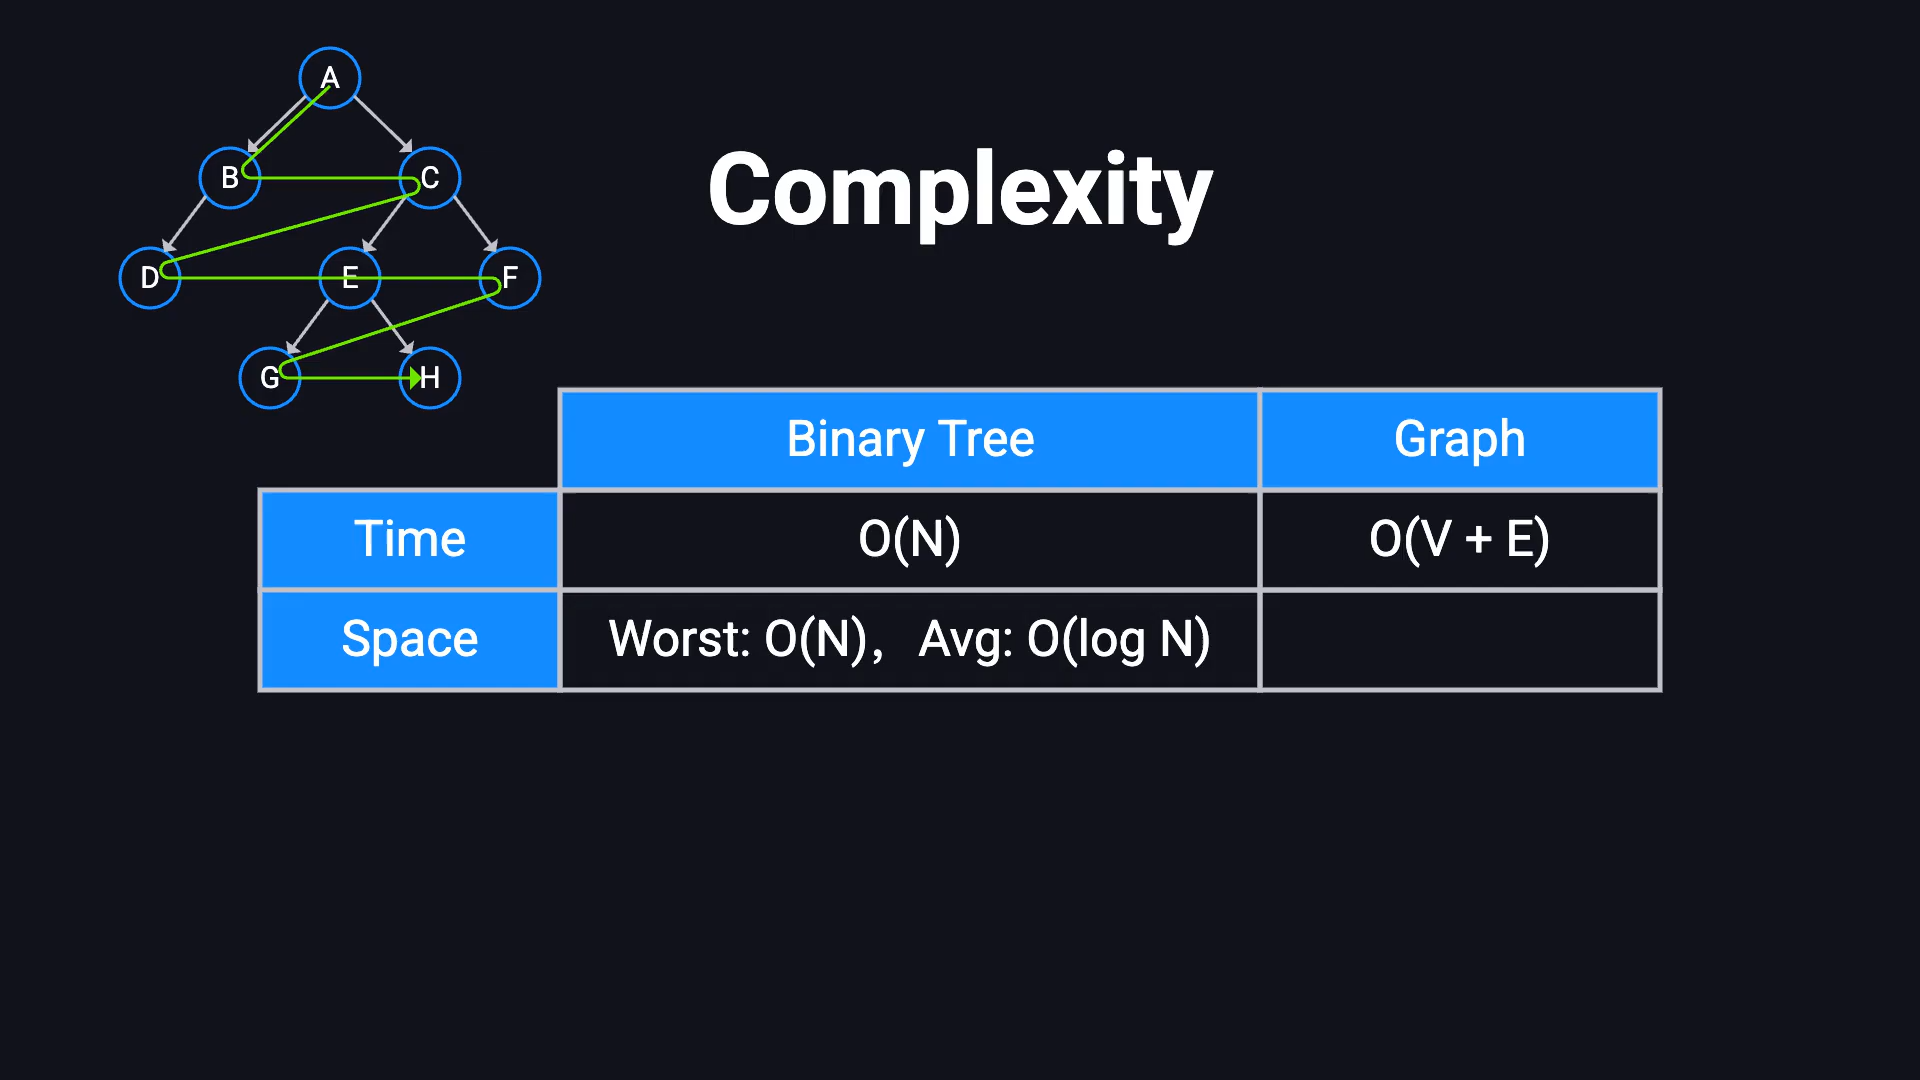 A
B
C
D
E
F
G
H
Complexity
Binary Tree
Graph
Time
O(N)
O(V + E)
Space
Worst: O(N),  Avg: O(log N)